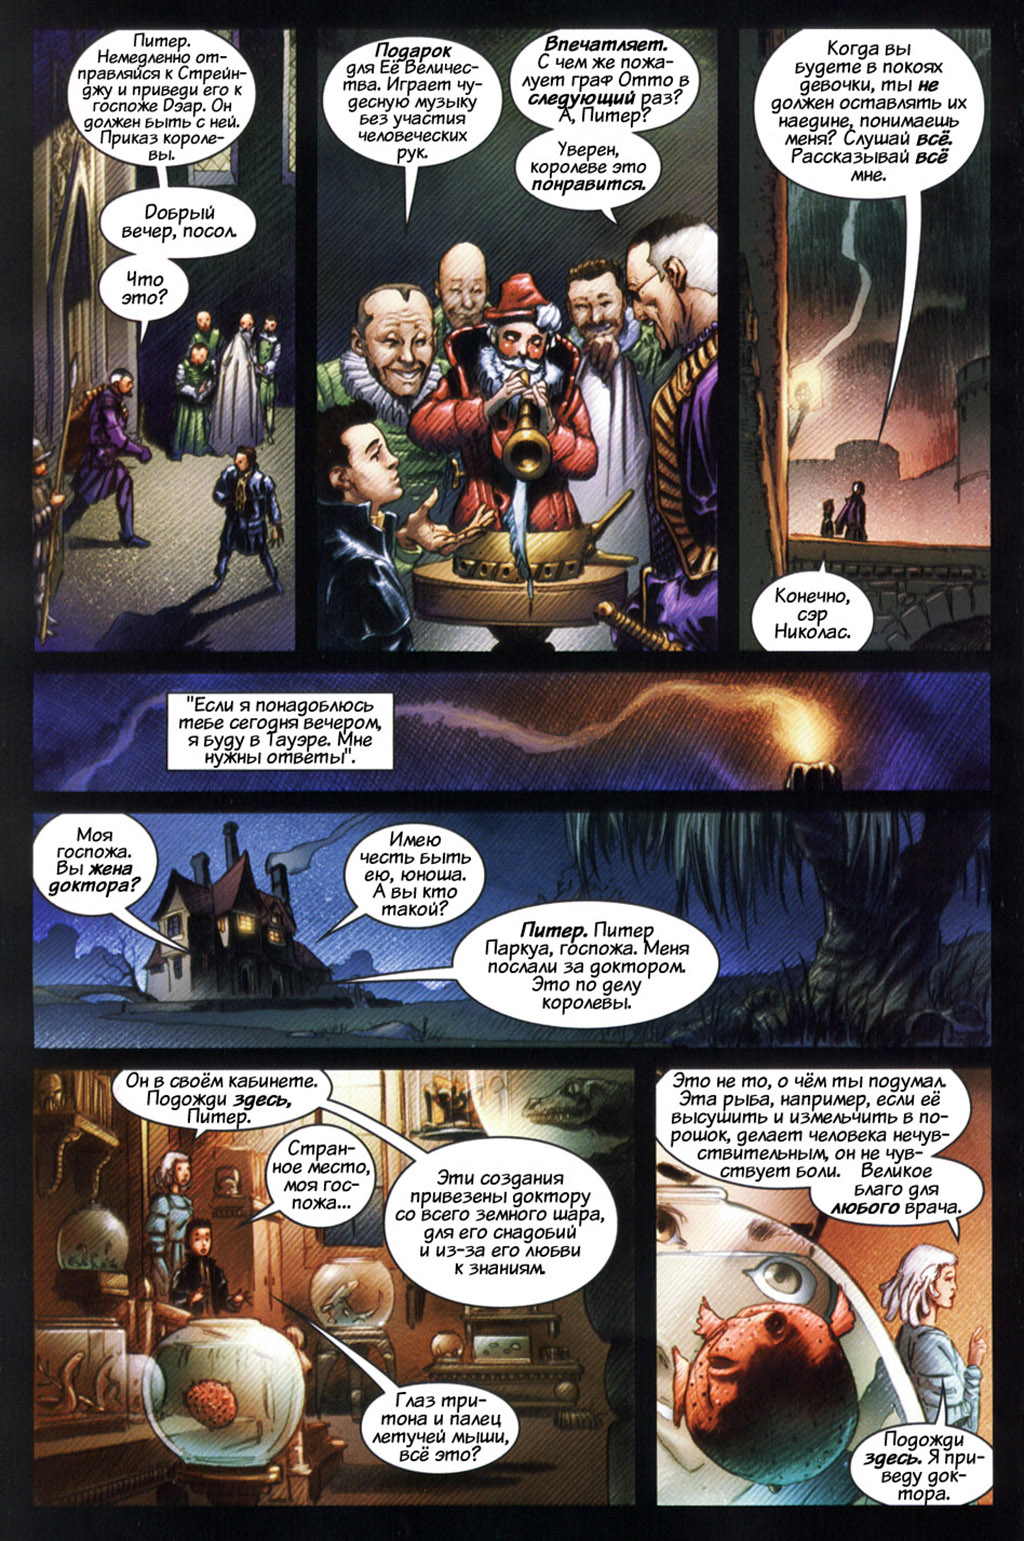 Питер.
Немедленно от-
правляйся к Стрейн-
джу и приведи его к
госпоже Дэар. Он
должен быть с ней.
Приказ короле-
вы.
Добрый
вечер, посол.
Что
это?
Подарок
для Её Величес-
тва. Играет чу-
десную музыку
без участия
человеческих
рук.
Впечатляет.
С чем же пожа-
лует граф Отто в
следующий раз?
А, Питер?
Уверен,
королеве это
понравится.
Когда вы
будете в покоях
девочки, ты не
должен оставлять их
наедине, понимаешь
меня? Слушай всё.
Рассказывай всё
мне.
Конечно,
сэр
Николас.
"Если я понадоблюсь
тебе сегодня вечером,
я буду в Тауэре. Мне
нужны ответы".
Моя
госпожа.
Вы жена
доктора?
Имею
честь быть
ею, юноша.
А вы кто
такой?
Питер. Питер
Паркуа, госпожа. Меня
послали за доктором.
Это по делу
королевы.
Он в своём кабинете.
Подожди здесь,
Питер.
Стран-
ное место,
моя гос-
пожа...
Эти создания
привезены доктору
со всего земного шара,
для его снадобий
и из-за его любви
к знаниям.
Глаз три-
тона и палец
летучей мыши,
всё это?
Это не то, о чём ты подумал.
Эта рыба, например, если её
высушить и измельчить в по-
рошок, делает человека нечув-
ствительным, он не чув-
ствует боли. Великое
благо для
любого врача.
Подожди
здесь. Я при-
веду док-
тора.